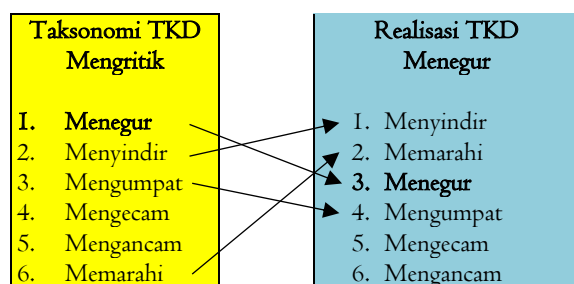 Taksonomi TKD
Mengritik
1. Menegur
2. Menyindir
3. Mengumpat
4. Mengecam
5. Mengancam
6. Memarahi
Realisasi TKD
Menegur
1. Menyindir
2. Memarahi
3. Menegur
4. Mengumpat
5. Mengecam
6. Mengancam